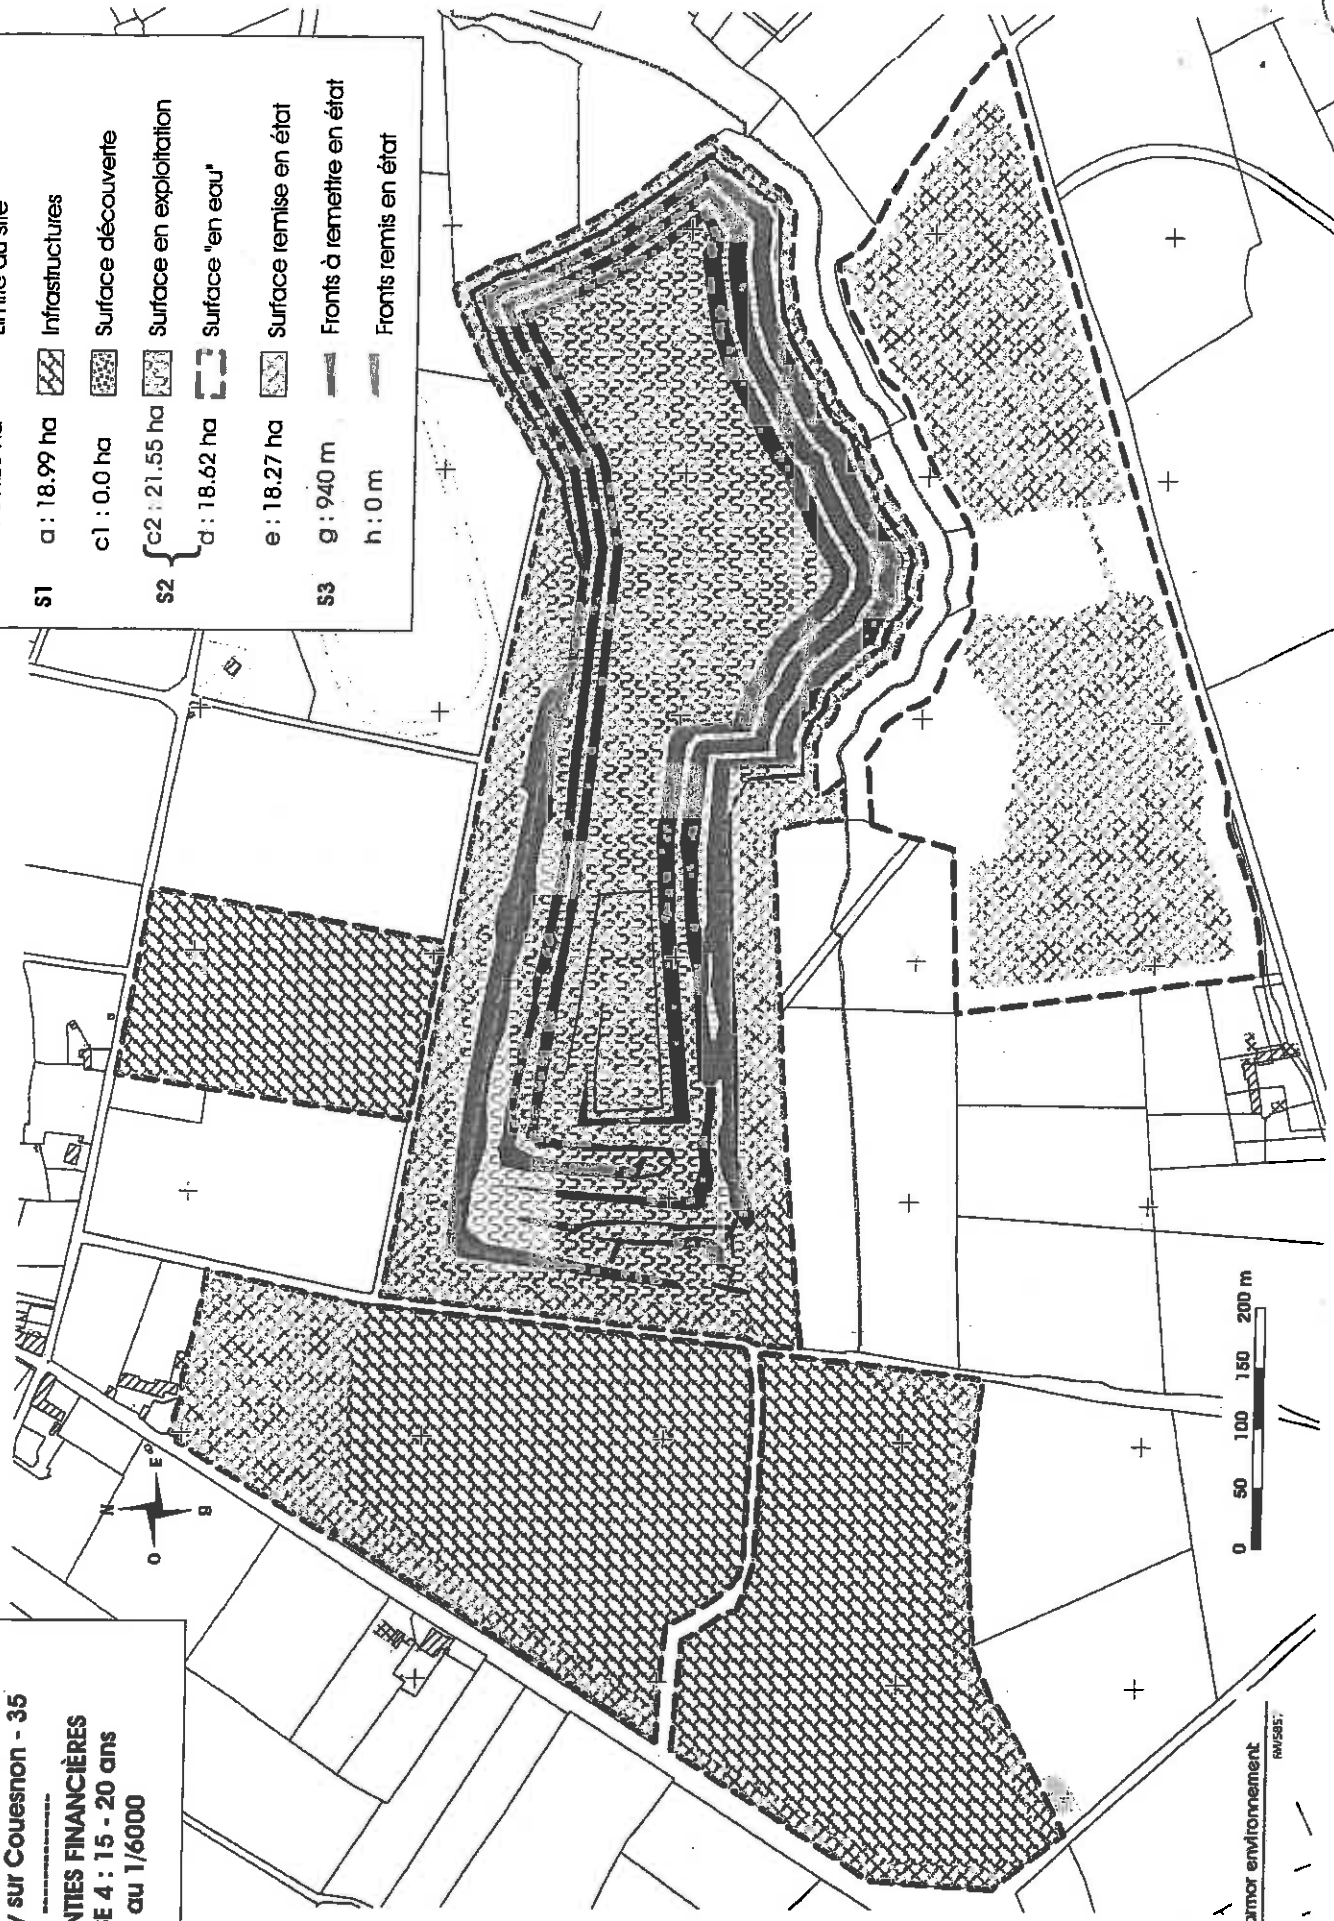 sur Couesnon - 35
FINANCIÈRES
4 : 15 - 20 ans
au 1/6000
du site
S1 a : 18.99 ha Infrastructures
c1 : 0.0 ha Surface découverte
S2 c2 : 21.55 ha Surface en exploitation
d : 18.62 ha Surface "en eau"
e : 18.27 ha Surface remise en état
S3 g : 940 m Fronts à remettre en état
h : 0 m Fronts remis en état
N
O E
S
0 50 100 150 200 m
environnement